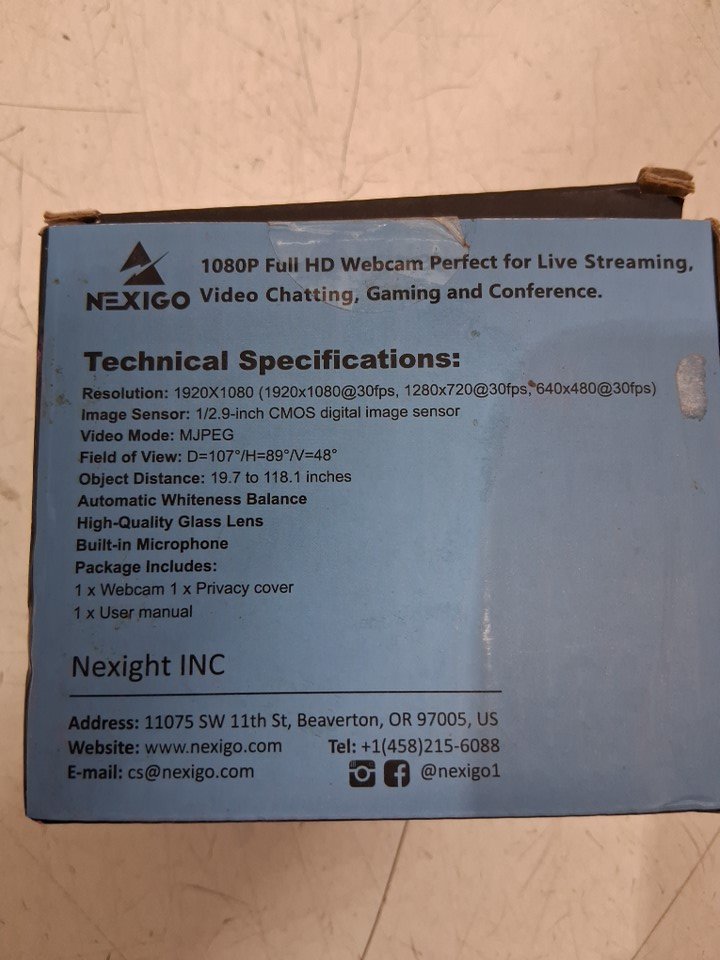 NEXIGO
1080P Full HD Webcam Perfect for Live Streaming,
Video Chatting, Gaming and Conference.
Technical Specifications:
Resolution: 1920X1080 (1920x1080@30fps, 1280x720@30fps, 640x480@30fps)
Image Sensor: 1/2.9-inch CMOS digital image sensor
Video Mode: MJPEG
Field of View: D=107°/H=89°/V=48°
Object Distance: 19.7 to 118.1 inches
Automatic Whiteness Balance
High-Quality Glass Lens
Built-in Microphone
Package Includes:
1 x Webcam 1 x Privacy cover
1 x User manual
Nexight INC
Address: 11075 SW 11th St, Beaverton, OR 97005, US
Website: www.nexigo.com Tel: +1(458)215-6088
E-mail: cs@nexigo.com @nexigo1